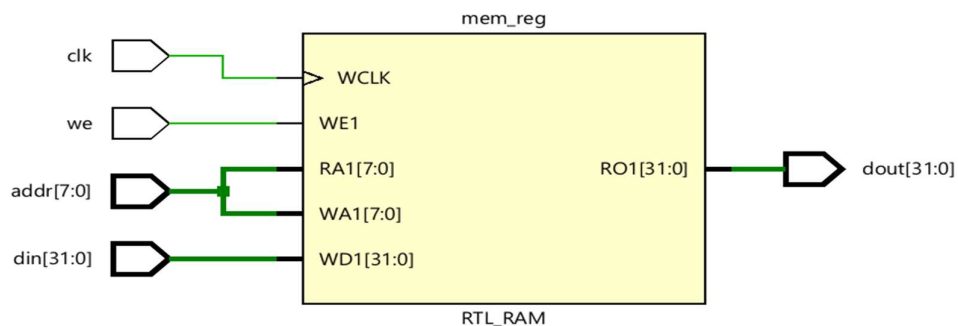 mem_reg
clk
WCLK
we
WE1
addr[7:0]
RA1[7:0]
RO1[31:0]
dout[31:0]
WA1[7:0]
din[31:0]
WD1[31:0]
RTL_RAM